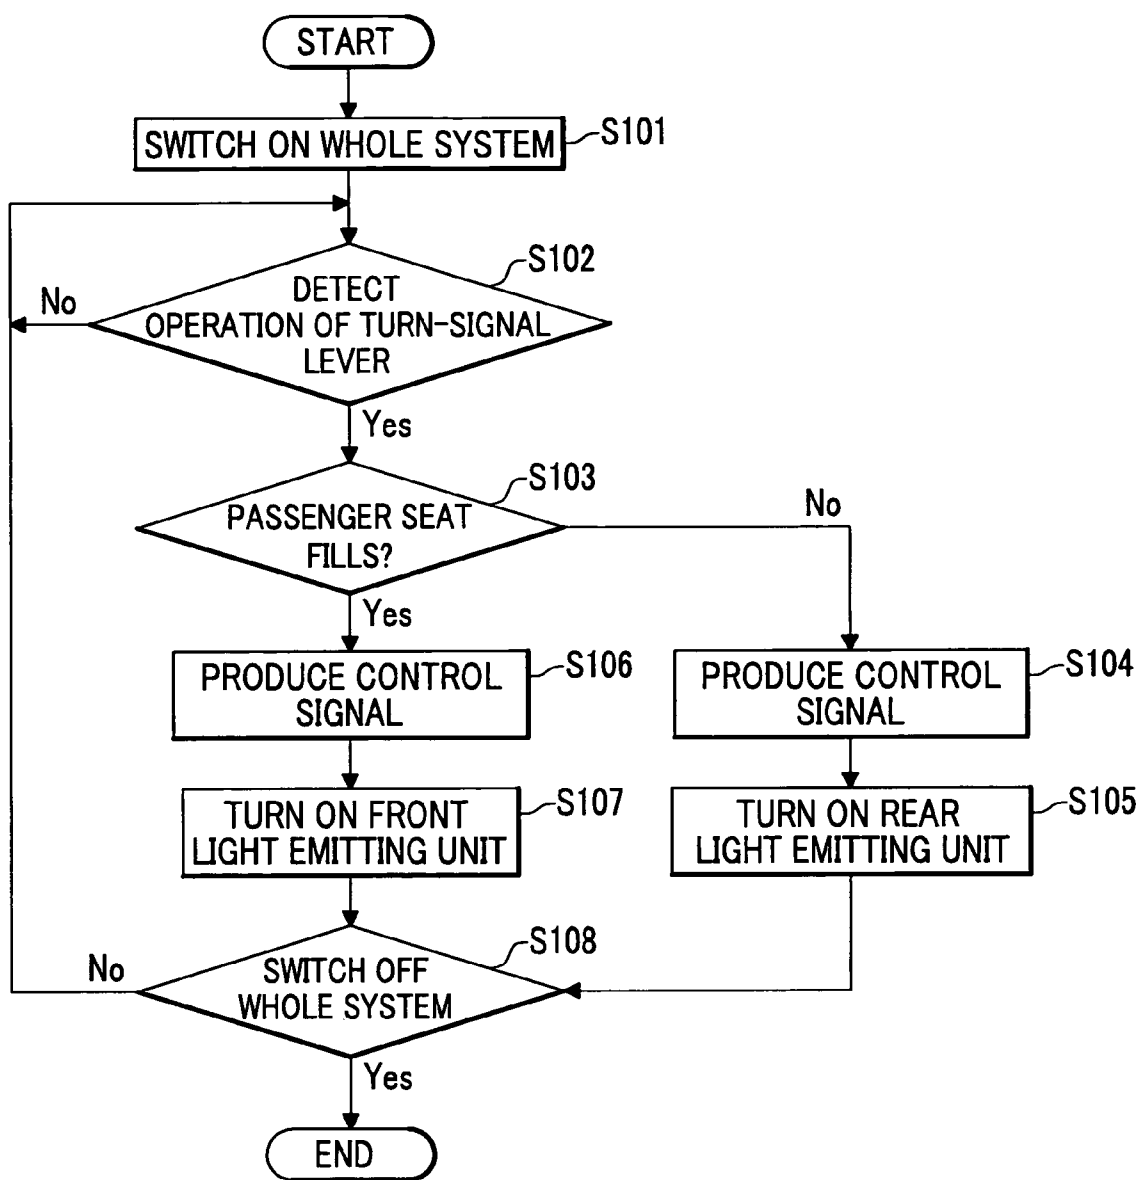 START
SWITCH ON WHOLE SYSTEM
S101
S102
DETECT
OPERATION OF TURN-SIGNAL
LEVER
No
Yes
S103
PASSENGER SEAT
FILLS?
No
Yes
PRODUCE CONTROL
SIGNAL
S106
PRODUCE CONTROL
SIGNAL
S104
TURN ON FRONT
LIGHT EMITTING UNIT
S107
TURN ON REAR
LIGHT EMITTING UNIT
S105
S108
SWITCH OFF
WHOLE SYSTEM
No
Yes
END